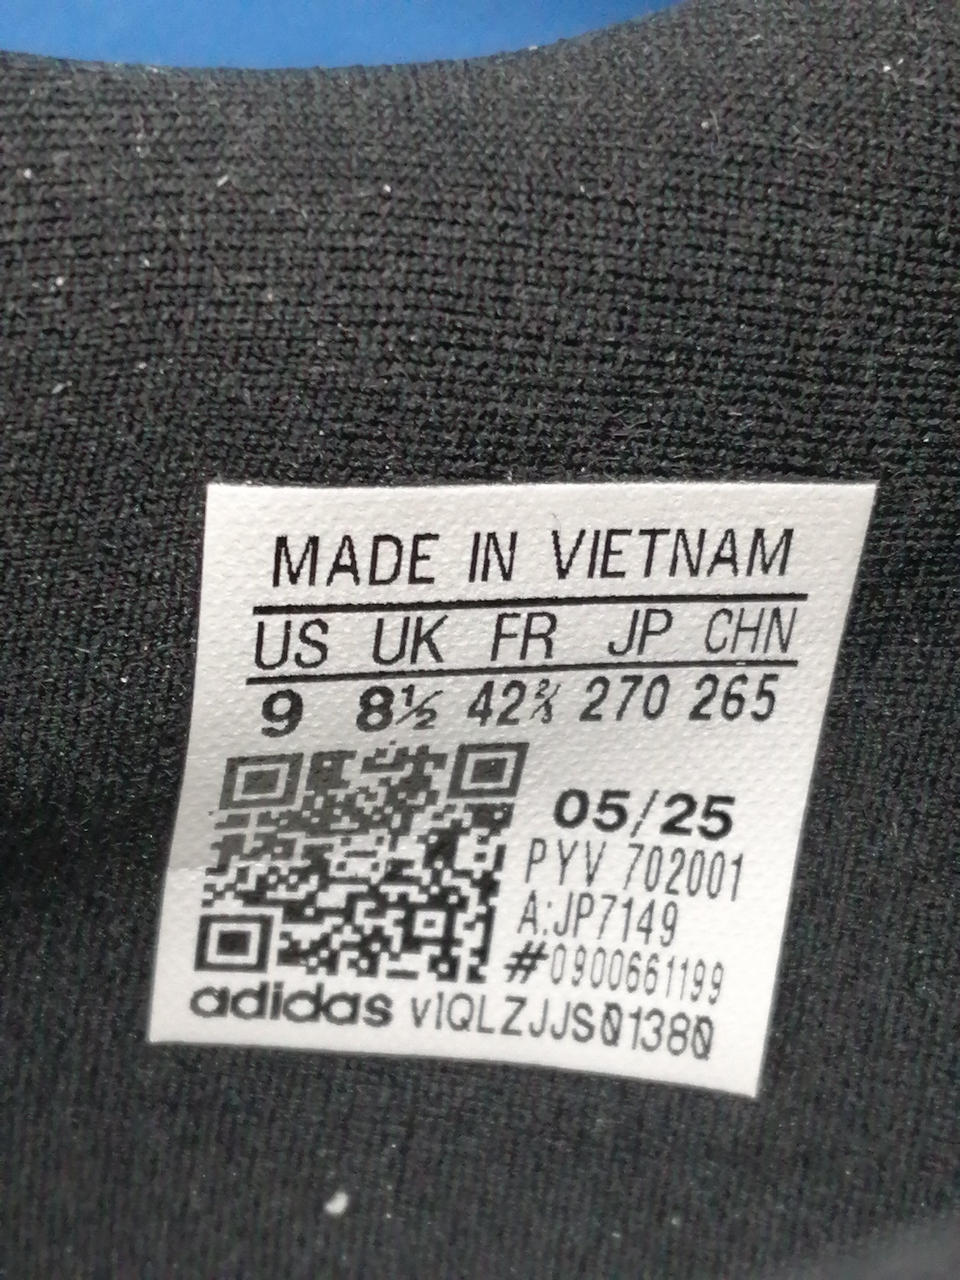 MADE IN VIETNAM
US UK FR JP CHN
9 8½ 42⅔ 270 265
05/25
PYV 702001
A:JP7149
#0900661199
adidas v1QLZJJS01380